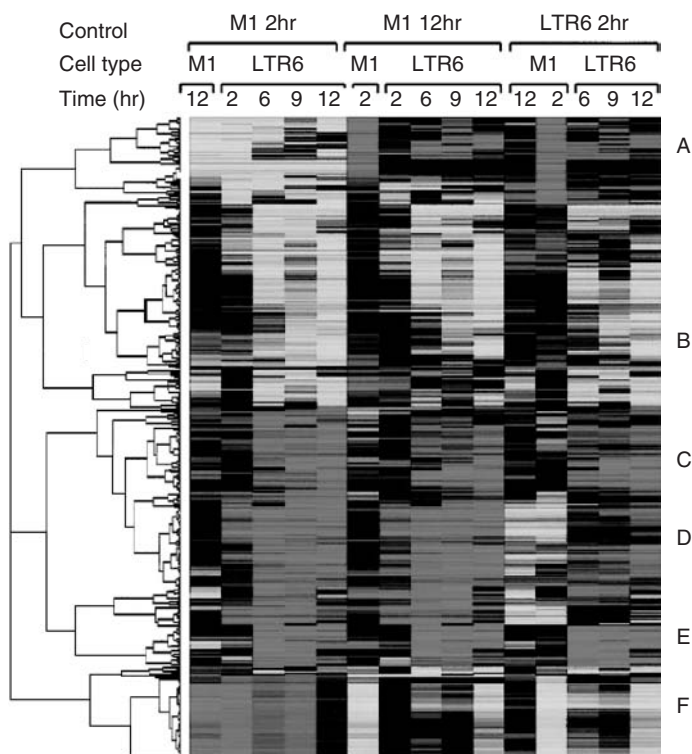 Control M1 2hr M1 12hr LTR6 2hr
Cell type M1 LTR6 M1 LTR6 M1 LTR6
Time (hr) 12 2 6 9 12 2 2 6 9 12 12 2 6 9 12
A
B
C
D
E
F